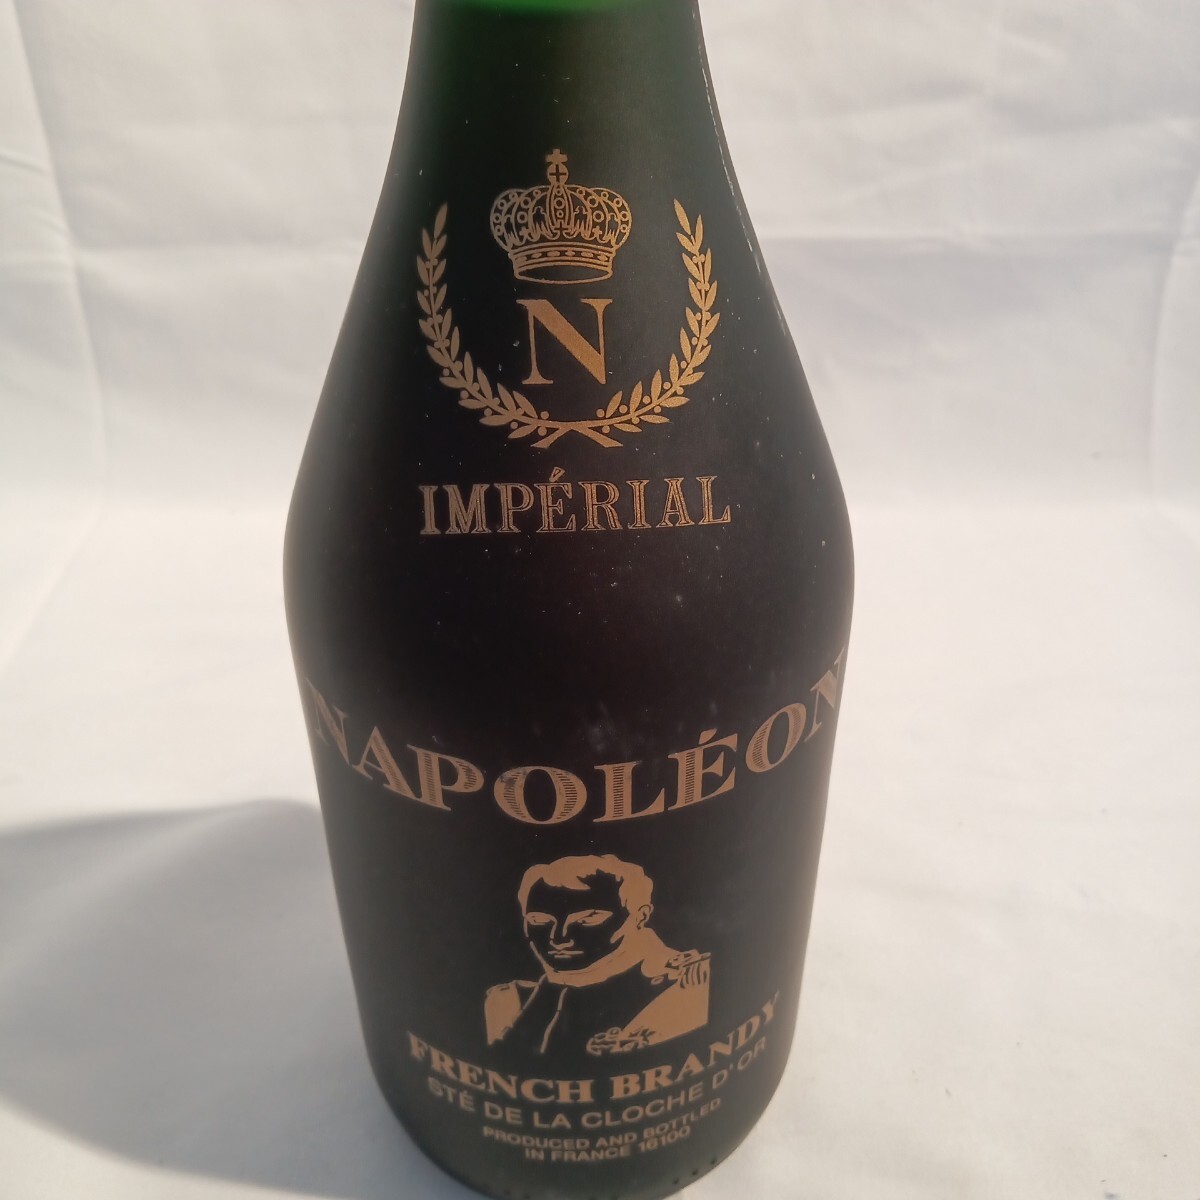 N
IMPÉRIAL
NAPOLÉON
FRENCH BRANDY
STÉ DE LA CLOCHE D'OR
PRODUCED AND BOTTLED
IN FRANCE 16100